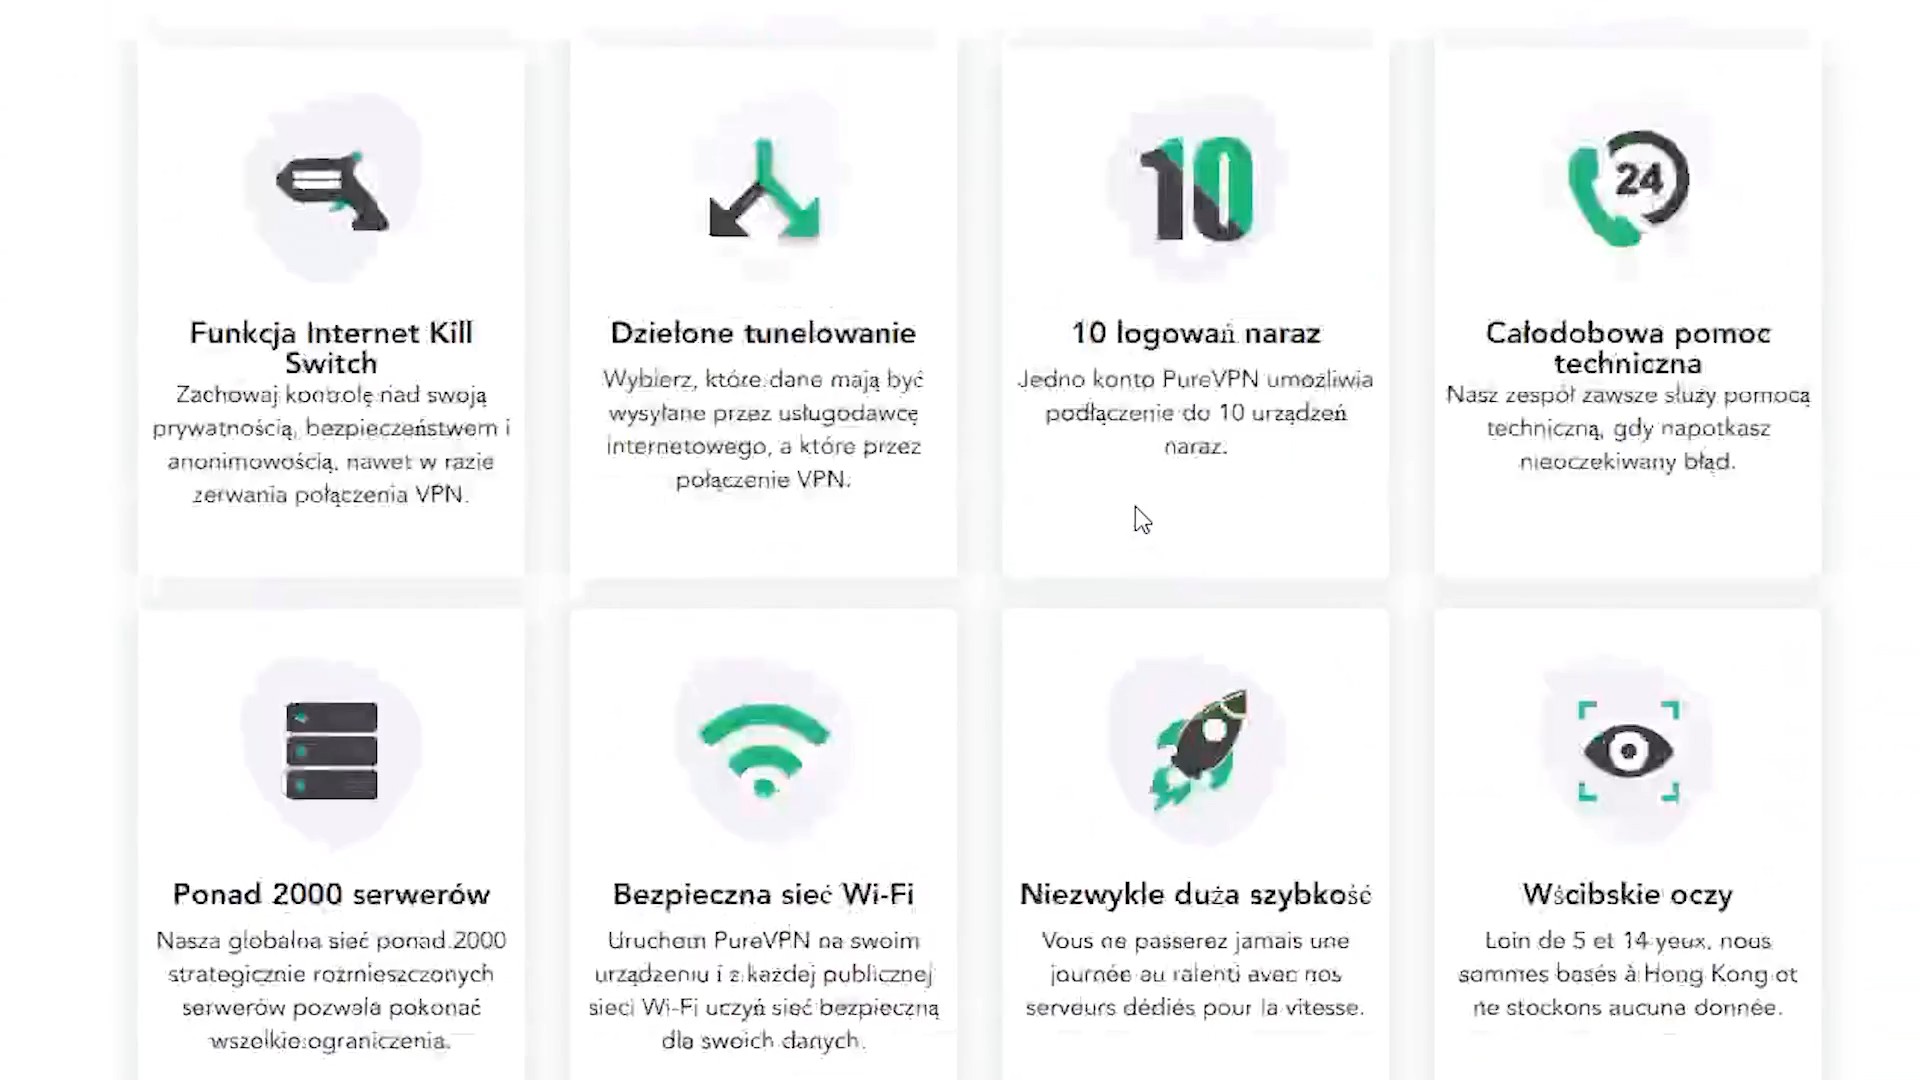 10
24
Funkcja Internet Kill
Switch
Zachowaj kontrolę nad swoją
prywatnością, bezpieczeństwem i
anonimowością, nawet w razie
zerwania połączenia VPN.
Dzielone tunelowanie
Wybierz, które dane mają być
wysyłane przez usługodawcę
internetowego, a które przez
połączenie VPN.
10 logowań naraz
Jedno konto PureVPN umożliwia
podłączenie do 10 urządzeń
naraz.
Całodobowa pomoc
techniczna
Nasz zespół zawsze służy pomocą
techniczną, gdy napotkasz
nieoczekiwany błąd.
Ponad 2000 serwerów
Nasza globalna sieć ponad 2000
strategicznie rozmieszczonych
serwerów pozwala pokonać
wszelkie ograniczenia.
Bezpieczna sieć Wi-Fi
Uruchom PureVPN na swoim
urządzeniu i z każdej publicznej
sieci Wi-Fi uczyń sieć bezpieczną
dla swoich danych.
Niezwykle duża szybkość
Vous ne passerez jamais une
journée au ralenti avec nos
serveurs dédiés pour la vitesse.
Wścibskie oczy
Loin de 5 et 14 yeux, nous
sommes basés à Hong Kong et
ne stockons aucune donnée.